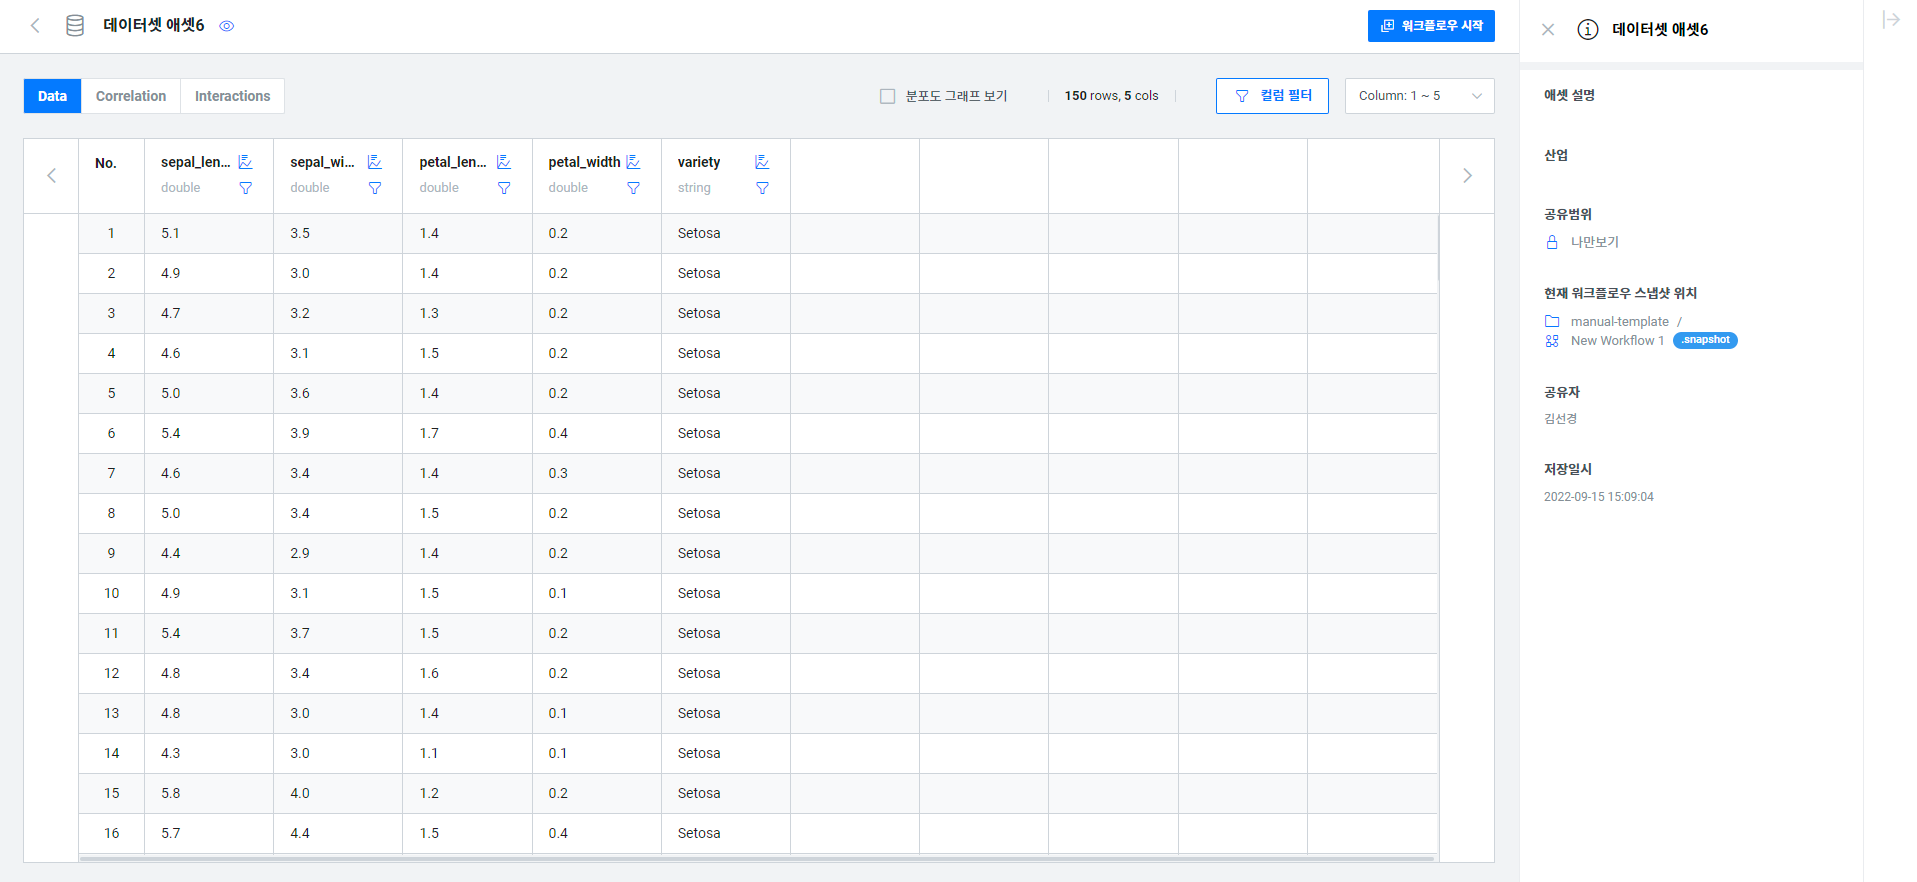 데이터셋 애셋6
워크플로우 시작
Data Correlation Interactions
분포도 그래프 보기
150 rows, 5 cols
컬럼 필터
Column: 1 ~ 5
No. sepal_len... sepal_wi... petal_len... petal_width variety
double double double double string
1 5.1 3.5 1.4 0.2 Setosa
2 4.9 3.0 1.4 0.2 Setosa
3 4.7 3.2 1.3 0.2 Setosa
4 4.6 3.1 1.5 0.2 Setosa
5 5.0 3.6 1.4 0.2 Setosa
6 5.4 3.9 1.7 0.4 Setosa
7 4.6 3.4 1.4 0.3 Setosa
8 5.0 3.4 1.5 0.2 Setosa
9 4.4 2.9 1.4 0.2 Setosa
10 4.9 3.1 1.5 0.1 Setosa
11 5.4 3.7 1.5 0.2 Setosa
12 4.8 3.4 1.6 0.2 Setosa
13 4.8 3.0 1.4 0.1 Setosa
14 4.3 3.0 1.1 0.1 Setosa
15 5.8 4.0 1.2 0.2 Setosa
16 5.7 4.4 1.5 0.4 Setosa
데이터셋 애셋6
애셋 설명
산업
공유범위
나만보기
현재 워크플로우 스냅샷 위치
manual-template /
New Workflow 1 .snapshot
공유자
김선경
저장일시
2022-09-15 15:09:04